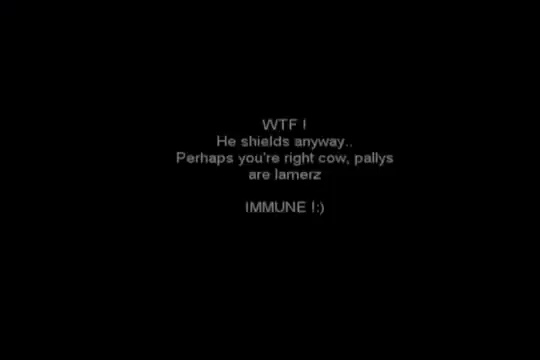 WTF !
He shields anyway..
Perhaps you're right cow, pallys
are lamerz
IMMUNE !:)